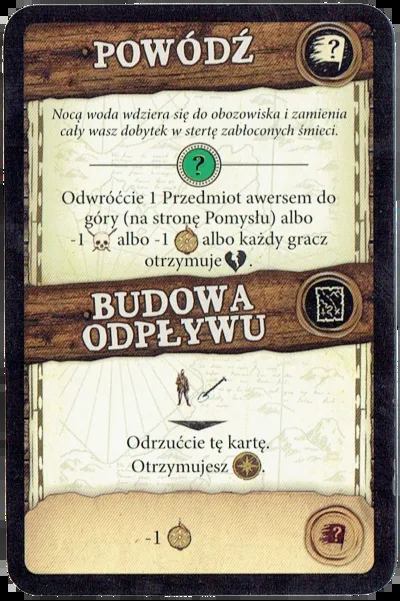 POWÓDŹ
?
Nocą woda wdziera się do obozowiska i zamienia
cały wasz dobytek w stertę zabłoconych śmieci.
?
Odwróćcie 1 Przedmiot awersem do
góry (na stronę Pomysłu) albo
-1 albo -1 albo każdy gracz
otrzymuje .
BUDOWA
ODPŁYWU
Odrzućcie tę kartę.
Otrzymujesz .
-1
?